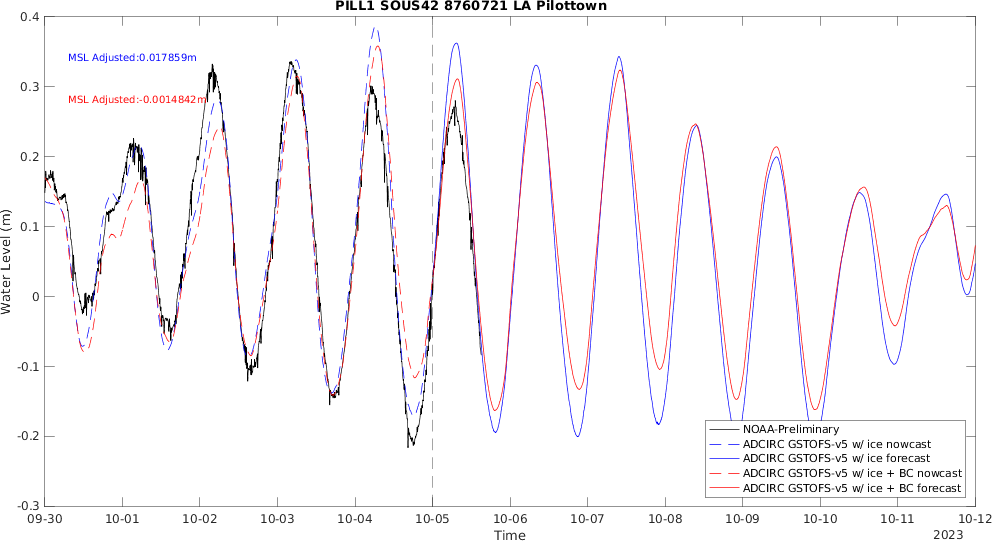 PILL1 SOUS42 8760721 LA Pilottown
MSL Adjusted:0.017859m
MSL Adjusted:-0.0014842m
Water Level (m)
0.4
0.3
0.2
0.1
0
-0.1
-0.2
-0.3
NOAA-Preliminary
ADCIRC GSTOFS-v5 w/ ice nowcast
ADCIRC GSTOFS-v5 w/ ice forecast
ADCIRC GSTOFS-v5 w/ ice + BC nowcast
ADCIRC GSTOFS-v5 w/ ice + BC forecast
09-30 10-01 10-02 10-03 10-04 10-05 10-06 10-07 10-08 10-09 10-10 10-11 10-12
Time
2023